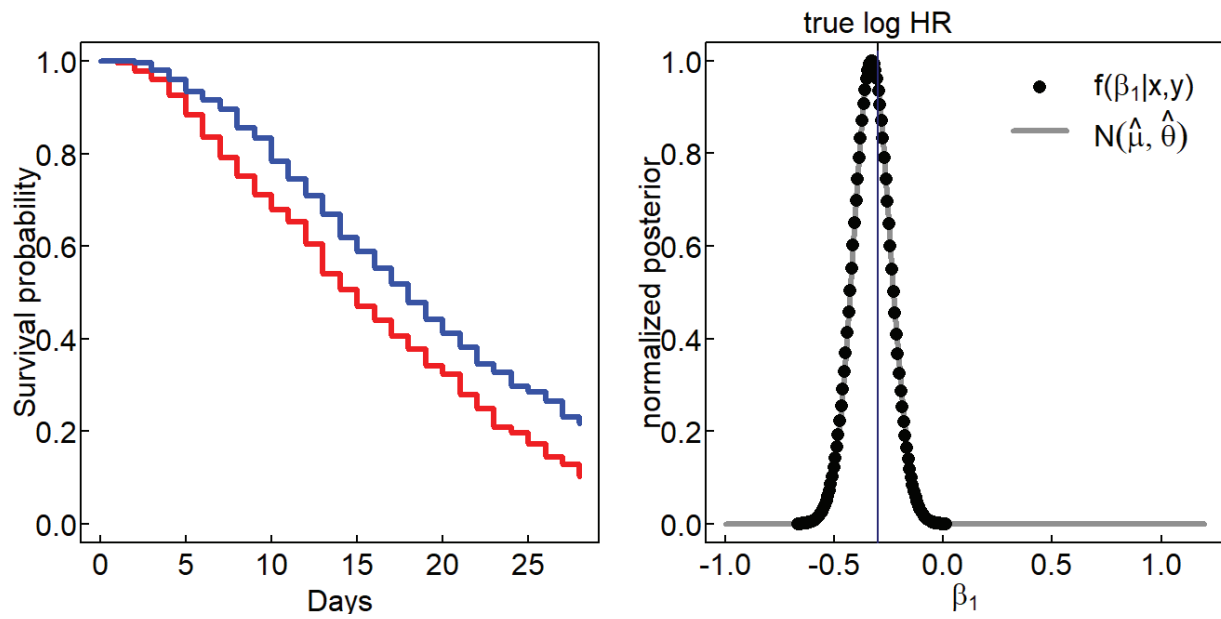 true log HR
Survival probability
1.0
0.8
0.6
0.4
0.2
0.0
0 5 10 15 20 25
Days
normalized posterior
1.0
0.8
0.6
0.4
0.2
0.0
f(β₁|x,y)
N(μ̂, θ̂)
-1.0 -0.5 0.0 0.5 1.0
β₁